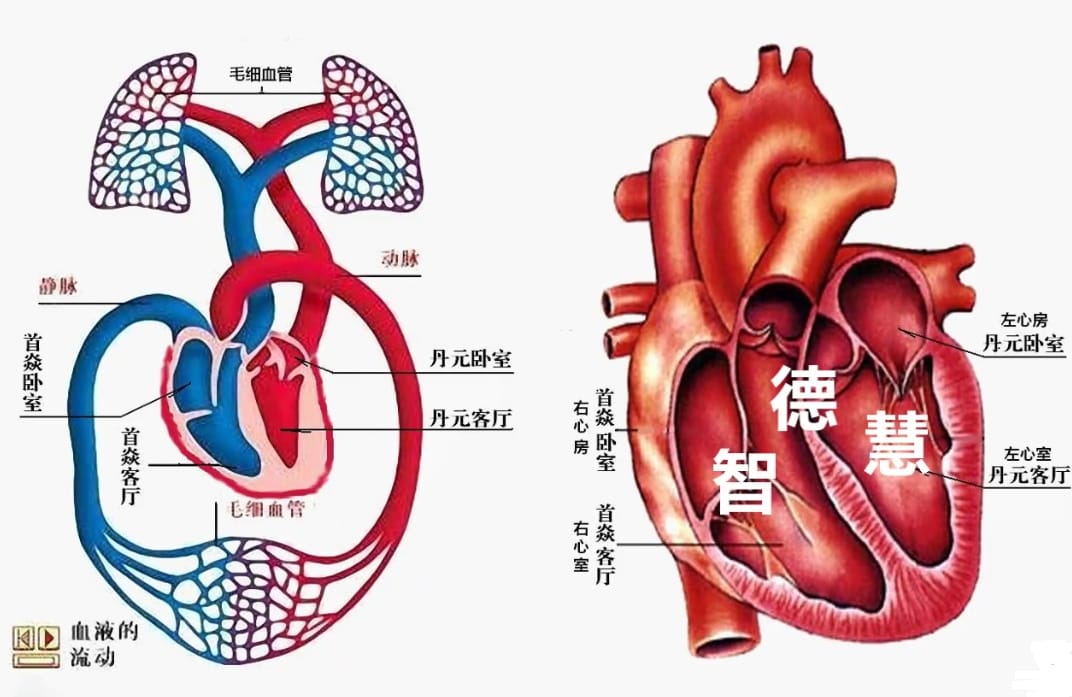 毛细血管
动脉
静脉
首焱卧室
丹元卧室
丹元客厅
首焱客厅
毛细血管
血液的
流动
左心房
丹元卧室
德
慧
智
首焱卧室
右心房
左心室
丹元客厅
首焱客厅
右心室